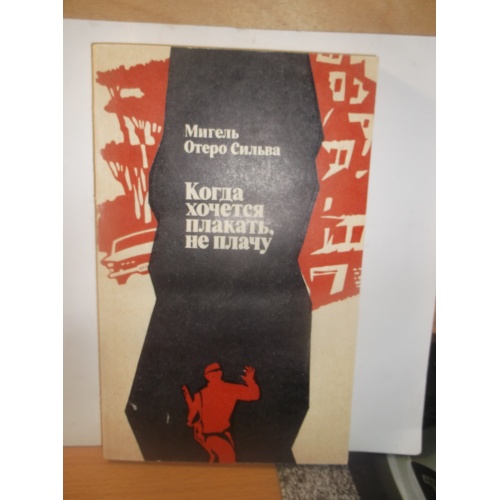 Мигель
Отеро Сильва
Когда
хочется
плакать,
не плачу